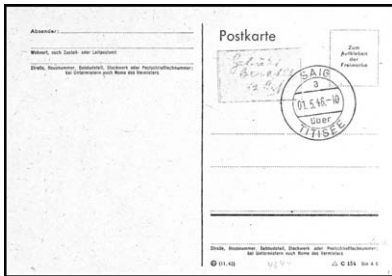 Absender:
Wohnort, auch Zustell- oder Leitpostamt
Straße, Hausnummer, Gebäudeteil, Stockwerk oder Postschließfachnummer;
bei Untermietern auch Name des Vermieters
Postkarte
Zum
Aufkleben
der
Freimarke
SAIG
a
01.5.46.-10
über
TITISEE
Straße, Hausnummer, Gebäudeteil, Stockwerk oder Postschließfachnummer;
bei Untermietern auch Name des Vermieters
C 154